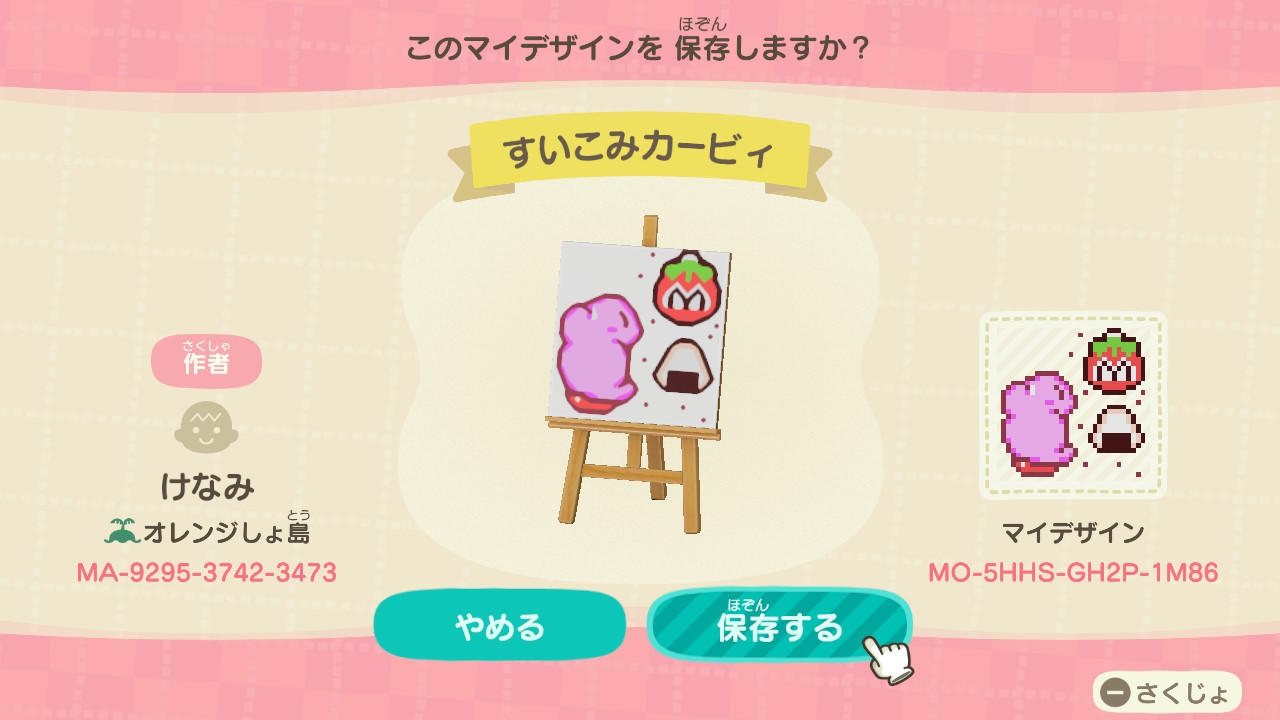 ほぞん
このマイデザインを 保存しますか？
すいこみカービィ
さくしゃ
作者
けなみ
とう
オレンジしょ島
MA-9295-3742-3473
マイデザイン
MO-5HHS-GH2P-1M86
やめる
ほぞん
保存する
さくじょ